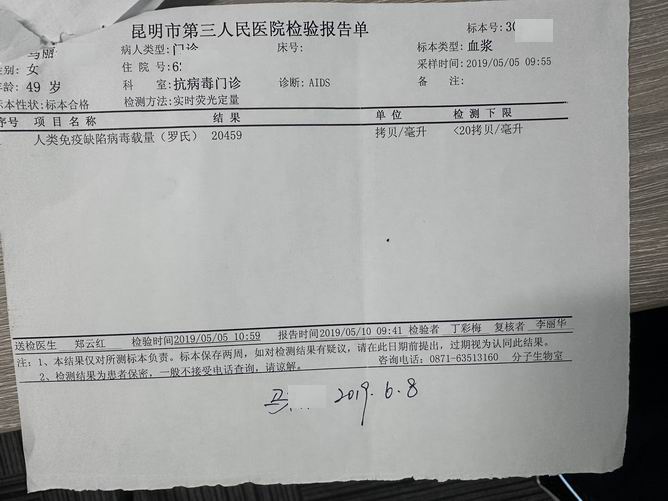 昆明市第三人民医院检验报告单
病人类型:门诊 床号: 标本号:3
马丽 标本类型:血浆
性别: 女 住 院 号:6 采样时间:2019/05/05 09:55
年龄: 49 岁 科 室:抗病毒门诊 诊断:AIDS 备 注:
标本性状:标本合格 检测方法:实时荧光定量
序号 项目名称 结 果 单 位 检测下限
人类免疫缺陷病毒载量(罗氏) 20459 拷贝/毫升 <20拷贝/毫升
送检医生 郑云红 检验时间2019/05/05 10:59 报告时间2019/05/10 09:41 检验者 丁彩梅 复核者 李丽华
注:1、本结果仅对所测标本负责。标本保存两周,如对检测结果有疑议,请在此日期前提出,过期视为认同此结果。
2、检测结果为患者保密,一般不接受电话查询,请谅解。 咨询电话:0871-63513160 分子生物室
马 2019.6.8